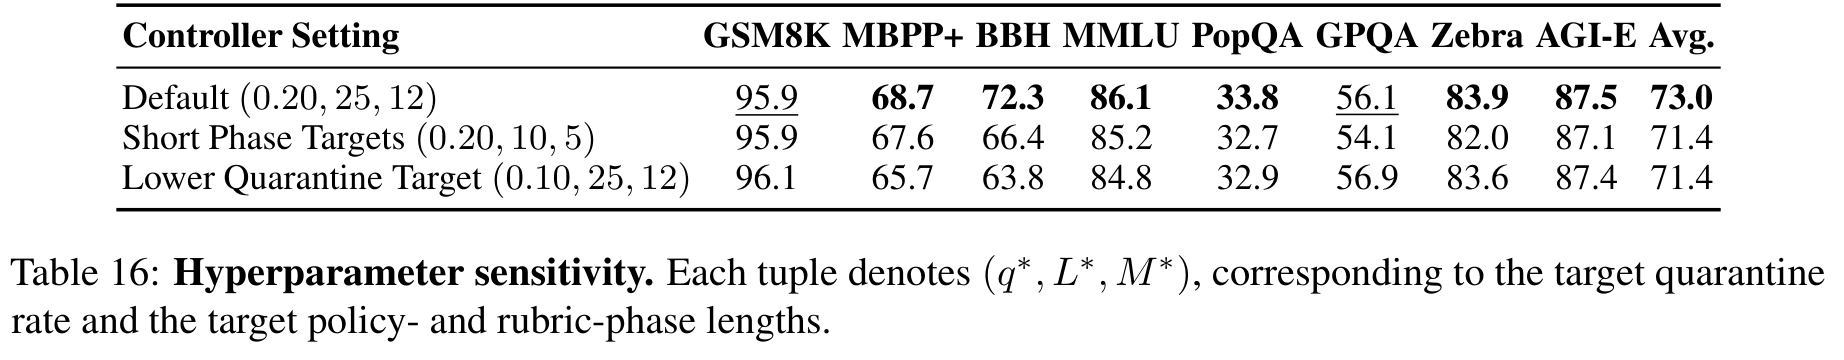 Controller Setting GSM8K MBPP+ BBH MMLU PopQA GPQA Zebra AGI-E Avg.
Default (0.20, 25, 12) 95.9 68.7 72.3 86.1 33.8 56.1 83.9 87.5 73.0
Short Phase Targets (0.20, 10, 5) 95.9 67.6 66.4 85.2 32.7 54.1 82.0 87.1 71.4
Lower Quarantine Target (0.10, 25, 12) 96.1 65.7 63.8 84.8 32.9 56.9 83.6 87.4 71.4
Table 16: Hyperparameter sensitivity. Each tuple denotes (q*, L*, M*), corresponding to the target quarantine
rate and the target policy- and rubric-phase lengths.